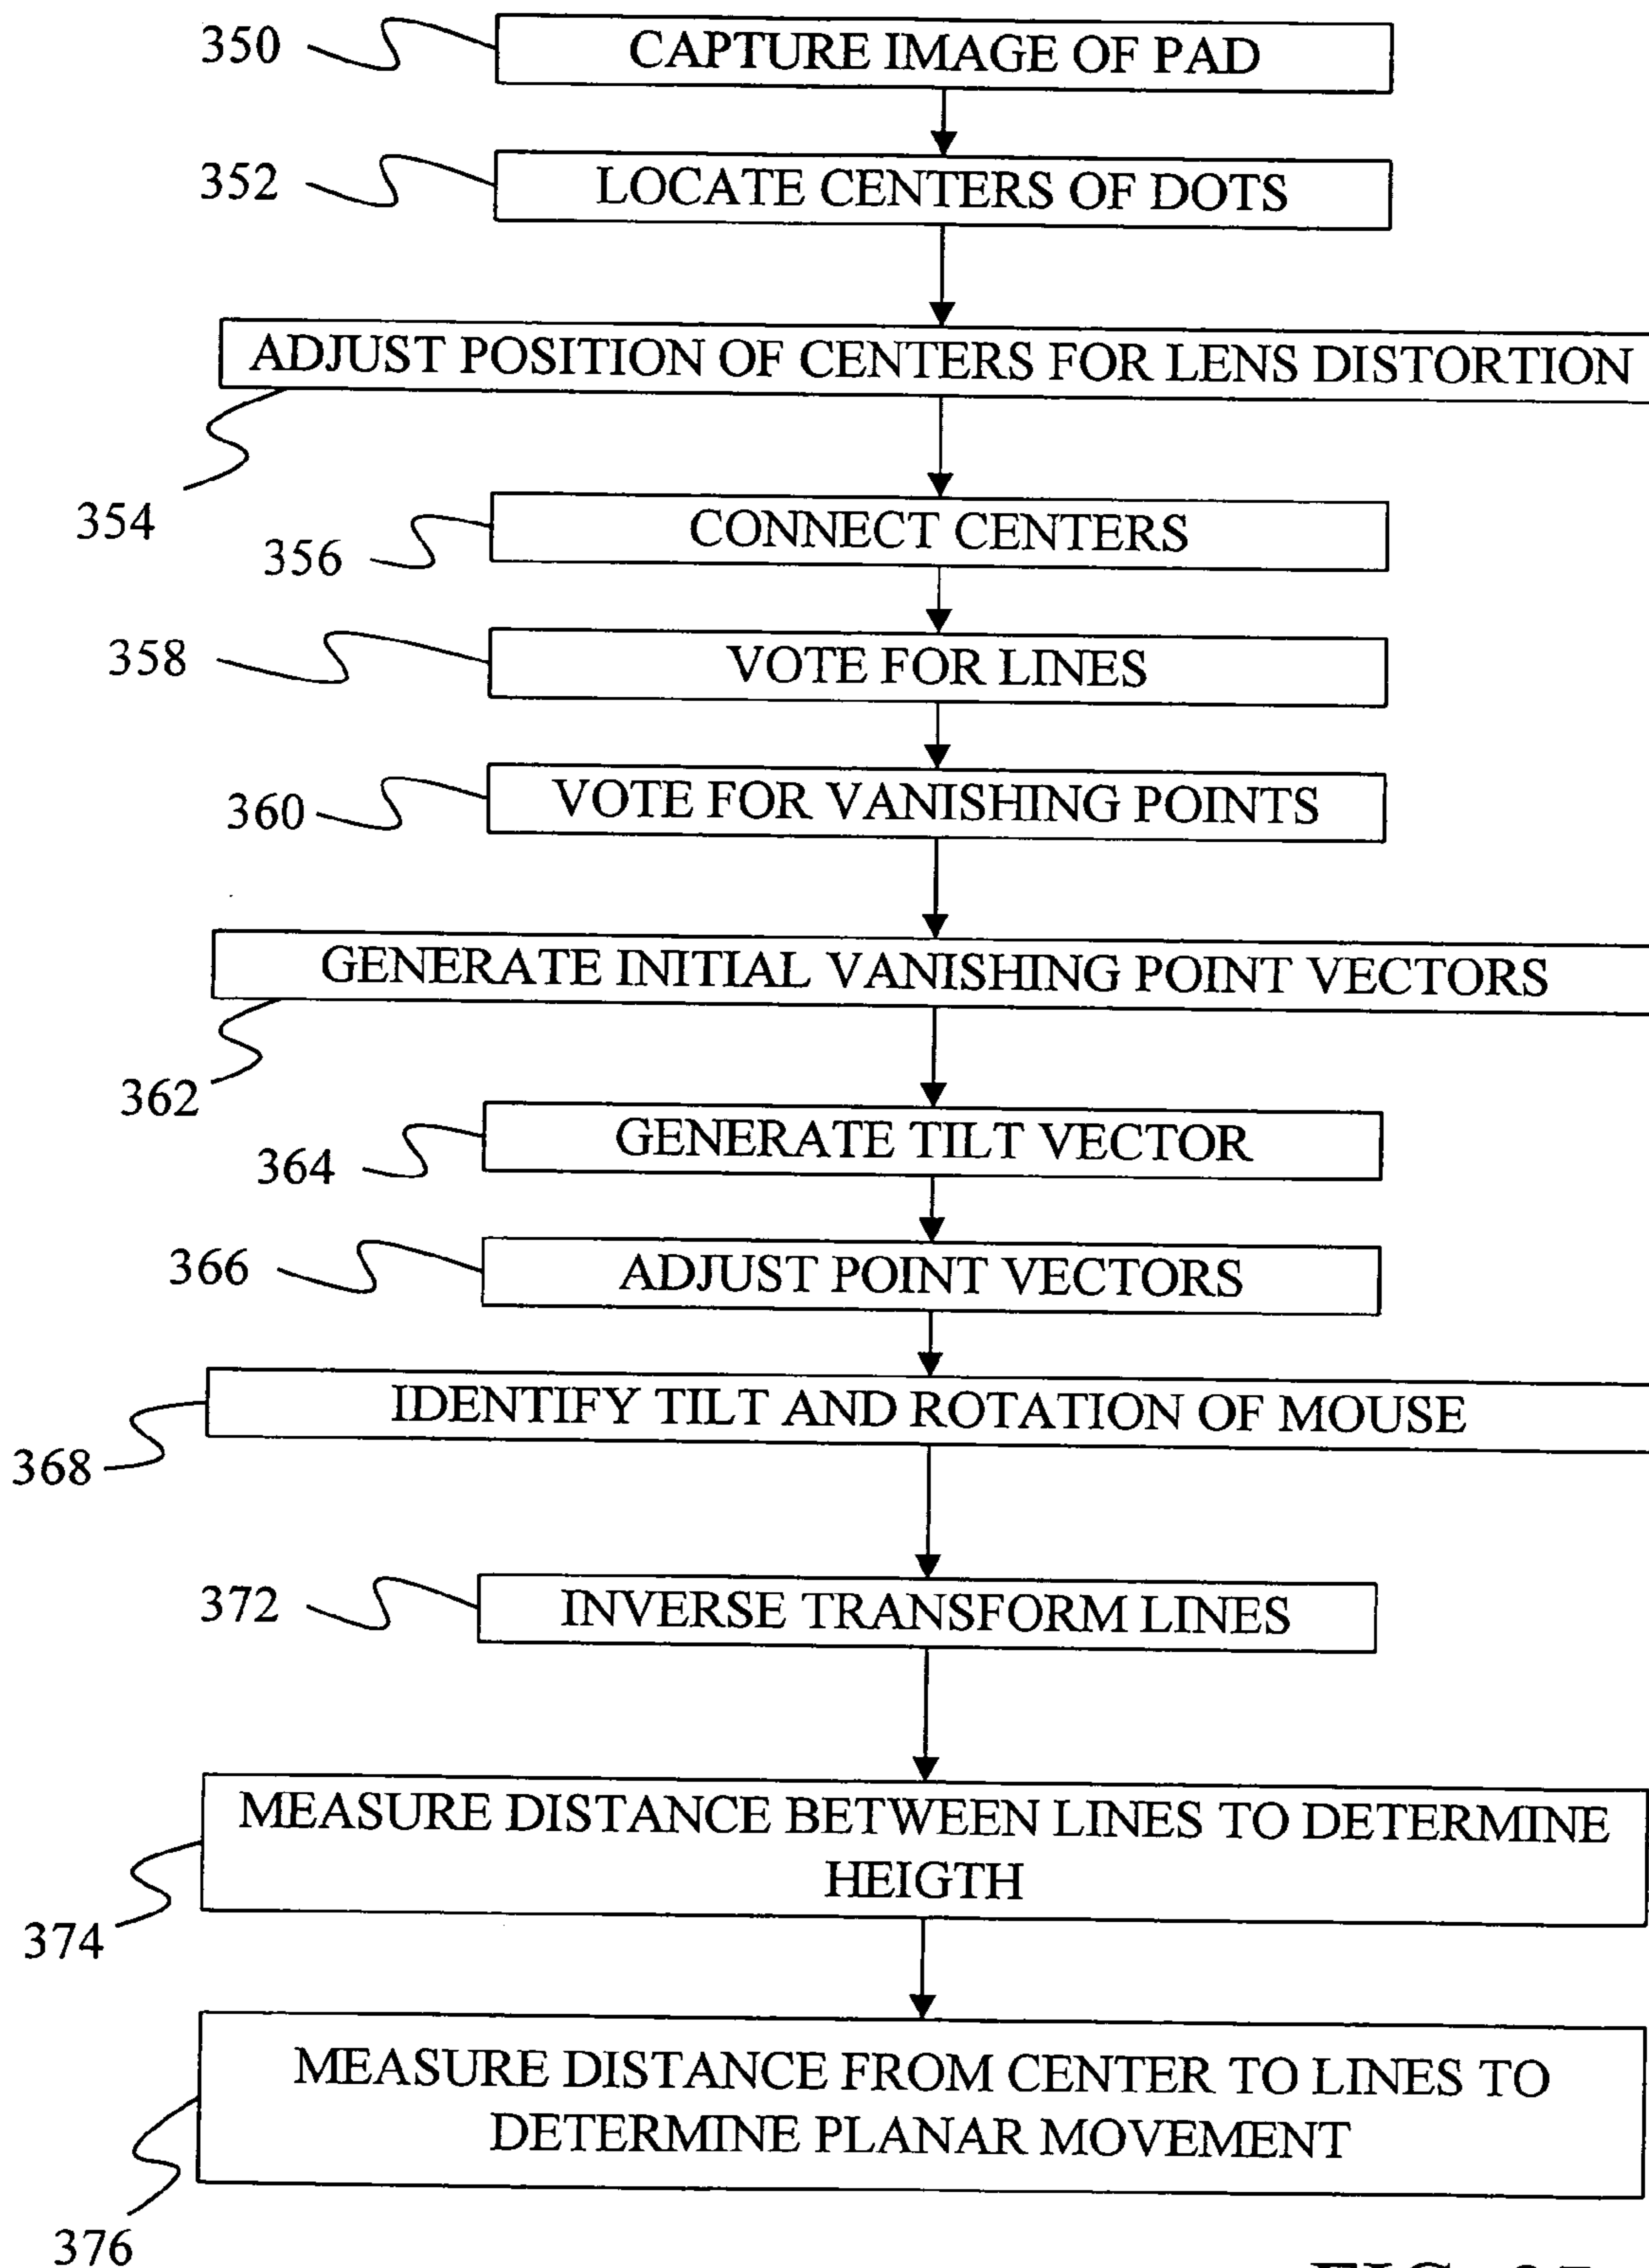 350
CAPTURE IMAGE OF PAD
352
LOCATE CENTERS OF DOTS
ADJUST POSITION OF CENTERS FOR LENS DISTORTION
354
CONNECT CENTERS
356
358
VOTE FOR LINES
360
VOTE FOR VANISHING POINTS
GENERATE INITIAL VANISHING POINT VECTORS
362
GENERATE TILT VECTOR
364
366
ADJUST POINT VECTORS
IDENTIFY TILT AND ROTATION OF MOUSE
368
372
INVERSE TRANSFORM LINES
MEASURE DISTANCE BETWEEN LINES TO DETERMINE
HEIGTH
374
MEASURE DISTANCE FROM CENTER TO LINES TO
DETERMINE PLANAR MOVEMENT
376